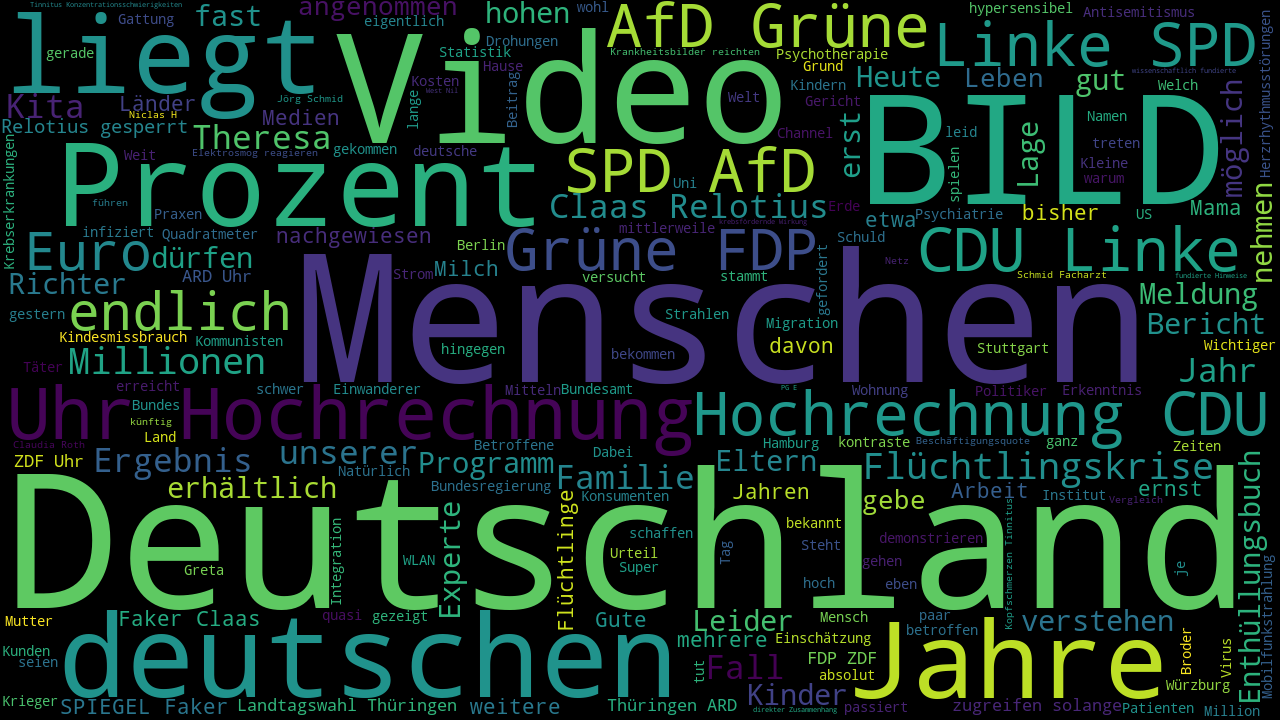 Tinnitus Konzentrationsschwierigkeiten
Gattung
fast
angenommen
eigentlich
hohen
wohl
AfD Grüne
hypersensibel
Antisemitismus
liegt
Video
Drohungen
Statistik
Krankheitsbilder reichten
Psychotherapie
Linke SPD
gerade
Hause
Grund
wissenschaftlich fundierte
Herzrhythmusstörungen
Kosten
West Nil
Kindern
Heute
Leben
gut
Welch
Kita
Länder
Jörg Schmid
Niclas H
Medien
lange
Beitrag
Welt
Gericht
BILD
möglich
Relotius gesperrt
Theresa
Channel
erst
leid
Lage
Namen
treten
Krebserkrankungen
Weit
Elektrosmog reagieren
gekommen
deutsche
SPD AfD
Kleine
warum
Prozent
Uni
spielen
führen
Praxen
Claas Relotius
Erde
etwa
Psychiatrie
bisher
US
Mama
nehmen
infiziert
Quadratmeter
nachgewiesen
mittlerweile
krebsfördernde Wirkung
Schuld
Euro
dürfen
Berlin
Grüne FDP
CDU Linke
Richter
ARD Uhr
Menschen
Strom
Milch
versucht
stammt
gefordert
Netz
Schmid Facharzt
fundierte Hinweise
gestern
endlich
Strahlen
Migration
Meldung
Kindesmissbrauch
Kommunisten
hingegen
bekommen
davon
Stuttgart
Bericht
Wichtiger
Täter
Millionen
Jahr
erreicht
schwer
Einwanderer
Mitteln
Bundesamt
PG E
Wohnung
Politiker
Erkenntnis
Uhr Hochrechnung
Hochrechnung
CDU
Bundes
künftig
Land
Claudia Roth
Betroffene
Dabei
Hamburg
kontraste
Beschäftigungsquote
ganz
Zeiten
ZDF Uhr
Ergebnis
unserer
Natürlich
Programm
Familie
Eltern
Flüchtlingskrise
Enthüllungsbuch
erhältlich
Bundesregierung
Konsumenten
Jahren
gebe
Arbeit
Institut
Vergleich
ernst
Deutschland
Integration
Experte
Flüchtlinge
schaffen
bekannt
Kopfschmerzen Tinnitus
demonstrieren
Greta
WLAN
Urteil
Super
Tag
Steht
gehen
je
hoch
eben
Mobilfunkstrahlung
Mutter
Faker Claas
quasi
gezeigt
Gute
Leider
Mensch
paar
betroffen
verstehen
Kunden
seien
deutschen
mehrere
Einschätzung
Jahre
Broder
Virus
tut
Fall
FDP ZDF
absolut
Würzburg
Krieger
SPIEGEL Faker
Landtagswahl Thüringen
weitere
Thüringen ARD
Kinder
direkter Zusammenhang
passiert
zugreifen solange
Patienten
Million